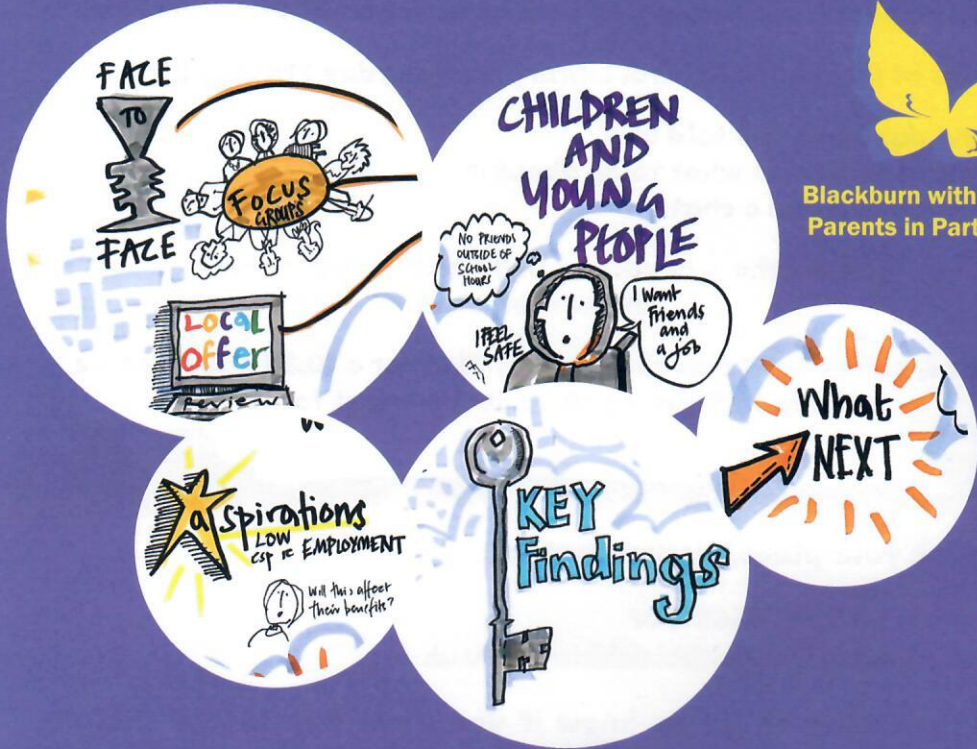 FACE
TO
FACE
FOCUS
GROUPS
LOCAL
OFFER
Review
CHILDREN
AND
YOUNG
PEOPLE
NO FRIENDS
OUTSIDE OF
SCHOOL
HOURS
I FEEL
SAFE
I Want
Friends
and
a job
Blackburn with
Parents in Part
What
NEXT
aspirations
LOW
ESP re EMPLOYMENT
Will this affect
their benefits?
KEY
Findings